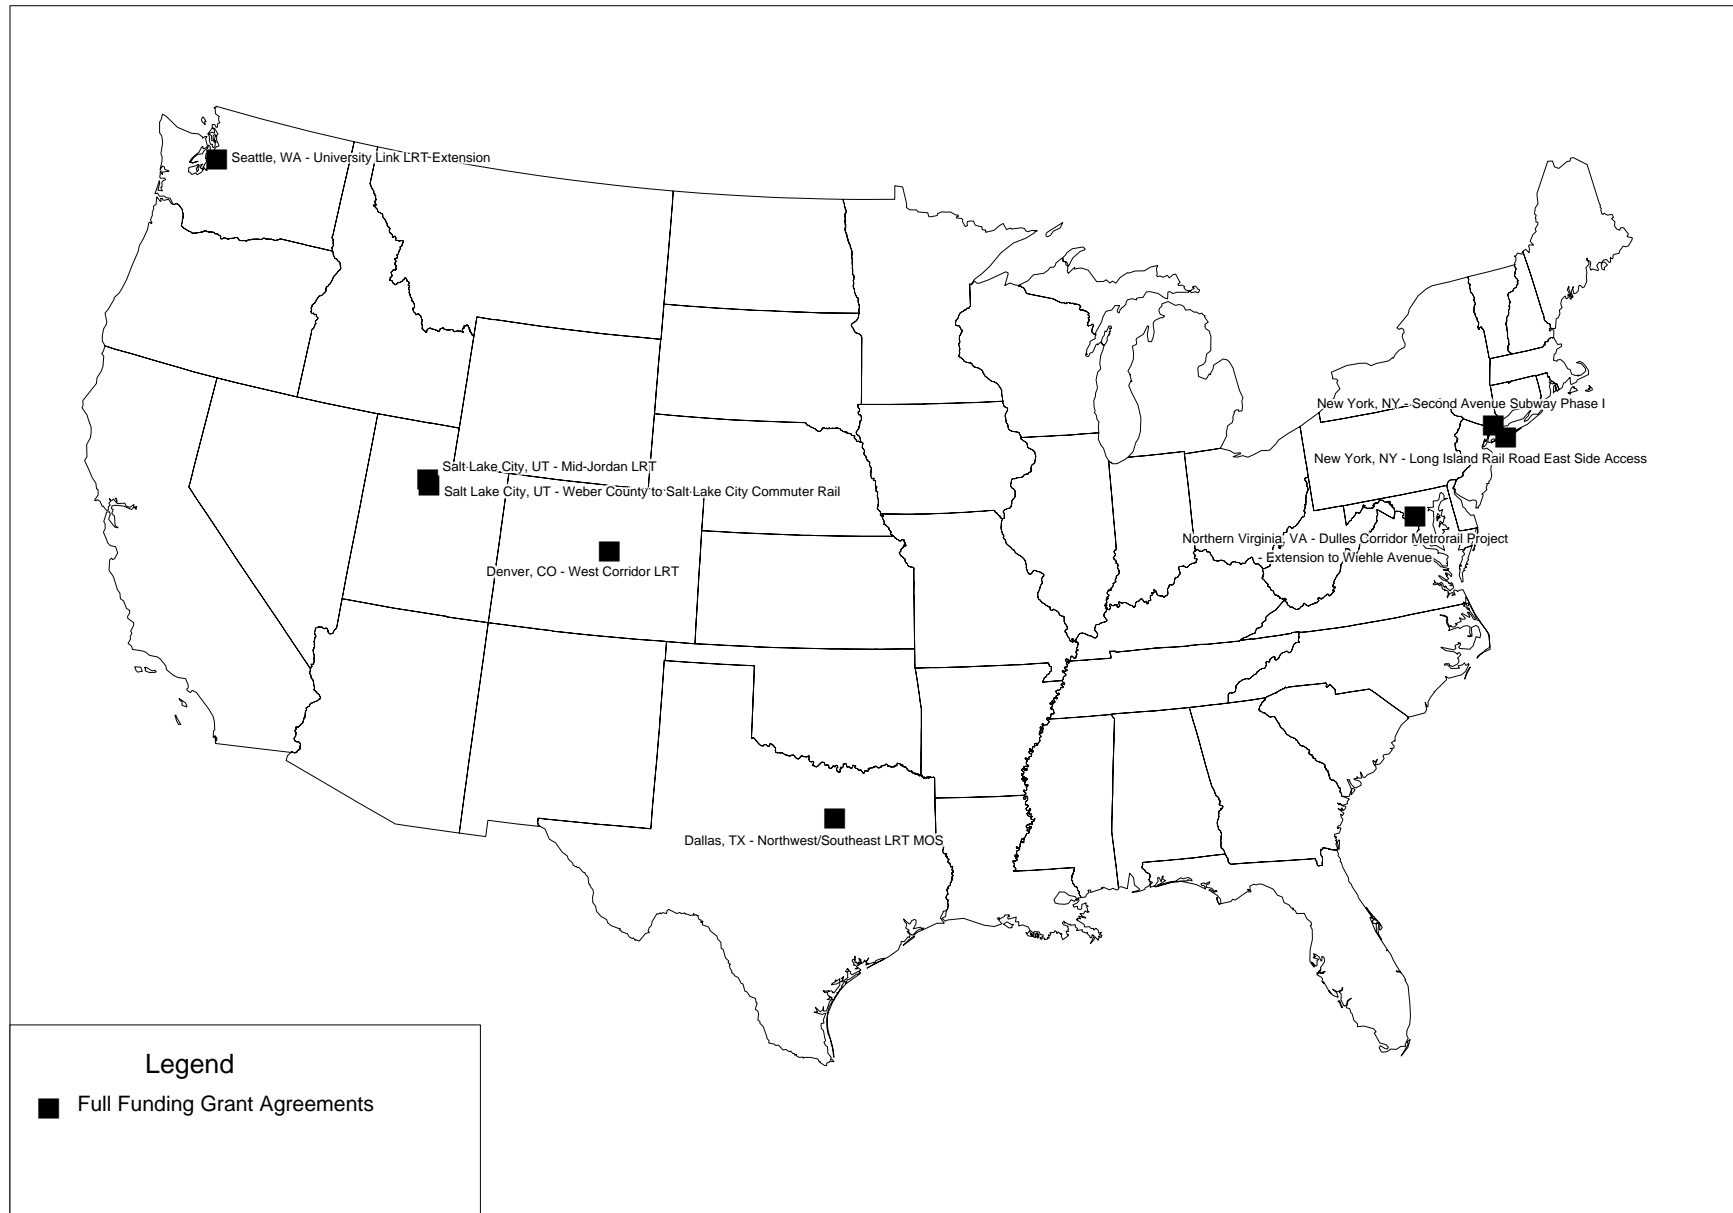 Seattle, WA - University Link LRT Extension
New York, NY - Second Avenue Subway Phase I
New York, NY - Long Island Rail Road East Side Access
Salt Lake City, UT - Mid-Jordan LRT
Salt Lake City, UT - Weber County to Salt Lake City Commuter Rail
Northern Virginia, VA - Dulles Corridor Metrorail Project
- Extension to Wiehle Avenue
Denver, CO - West Corridor LRT
Dallas, TX - Northwest/Southeast LRT MOS
Legend
Full Funding Grant Agreements